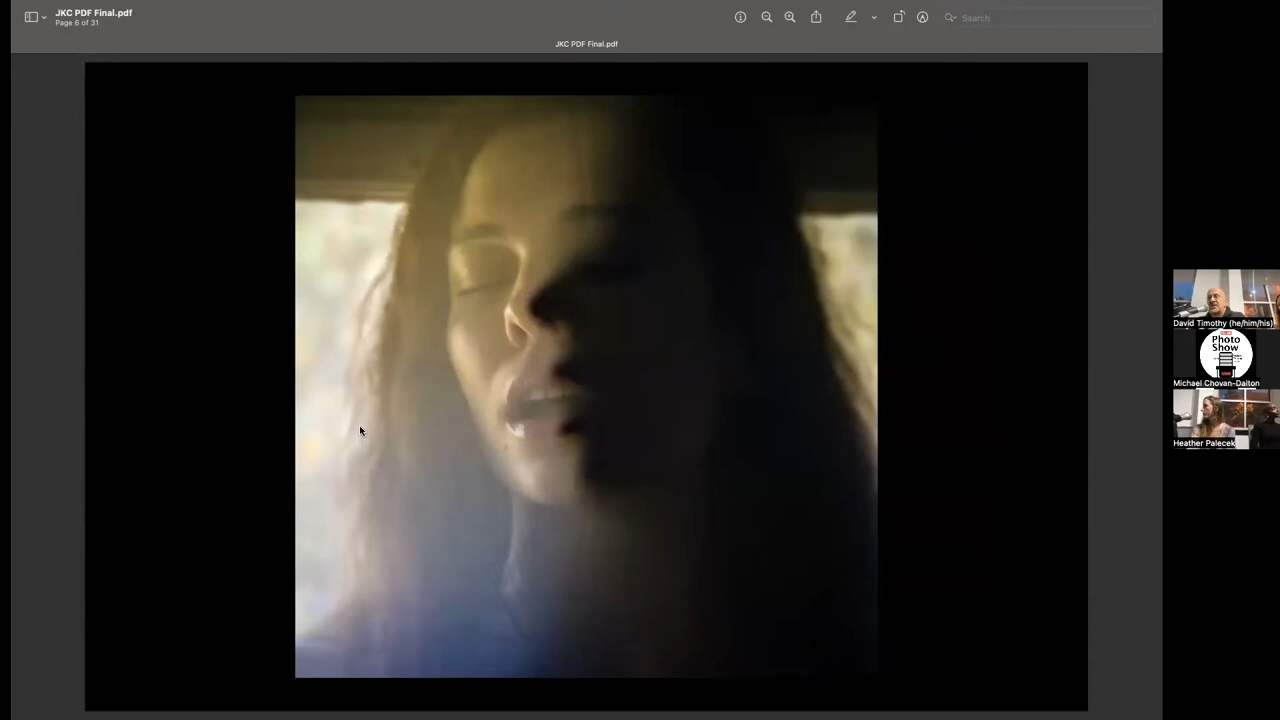 JKC PDF Final.pdf
Page 6 of 31
Search
JKC PDF Final.pdf
David Timothy (he/him/his)
Photo
Show
Michael Chovan-Dalton
Heather Palecek